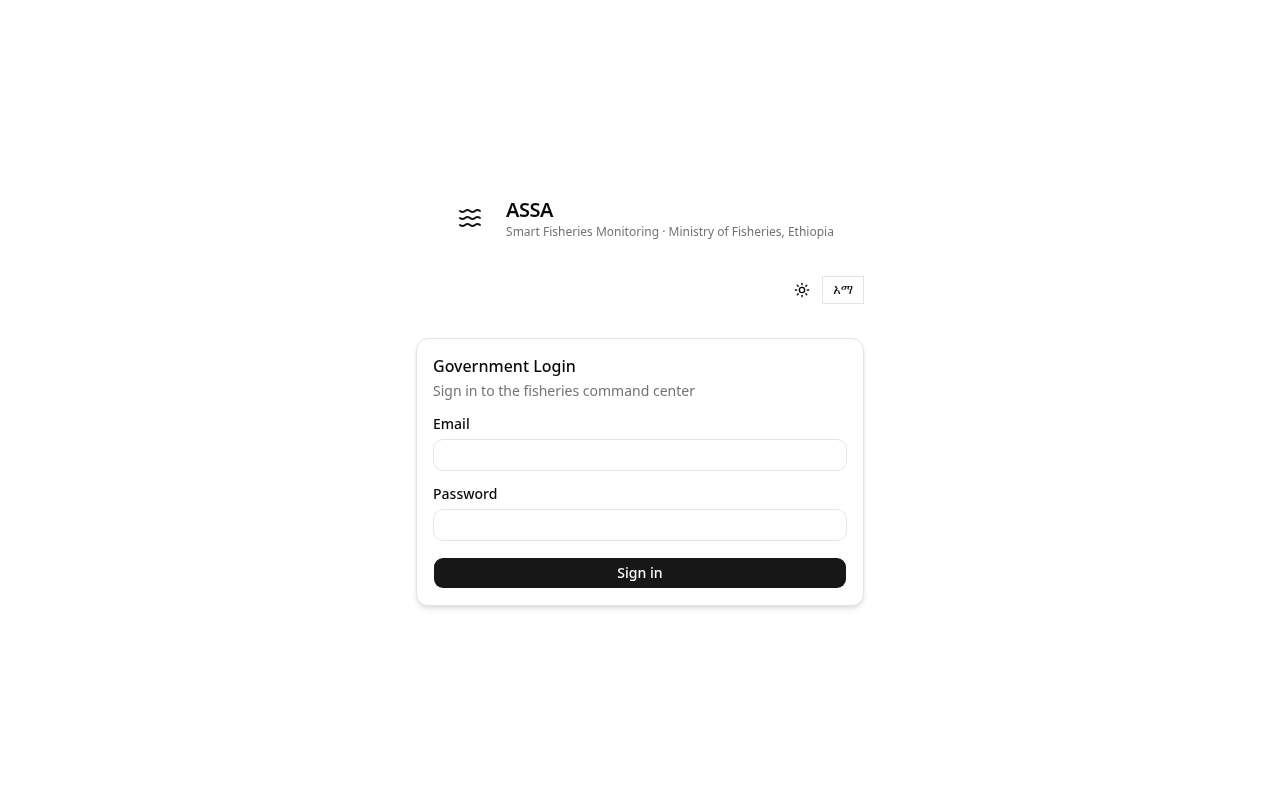 ASSA
Smart Fisheries Monitoring · Ministry of Fisheries, Ethiopia
አማ
Government Login
Sign in to the fisheries command center
Email
Password
Sign in